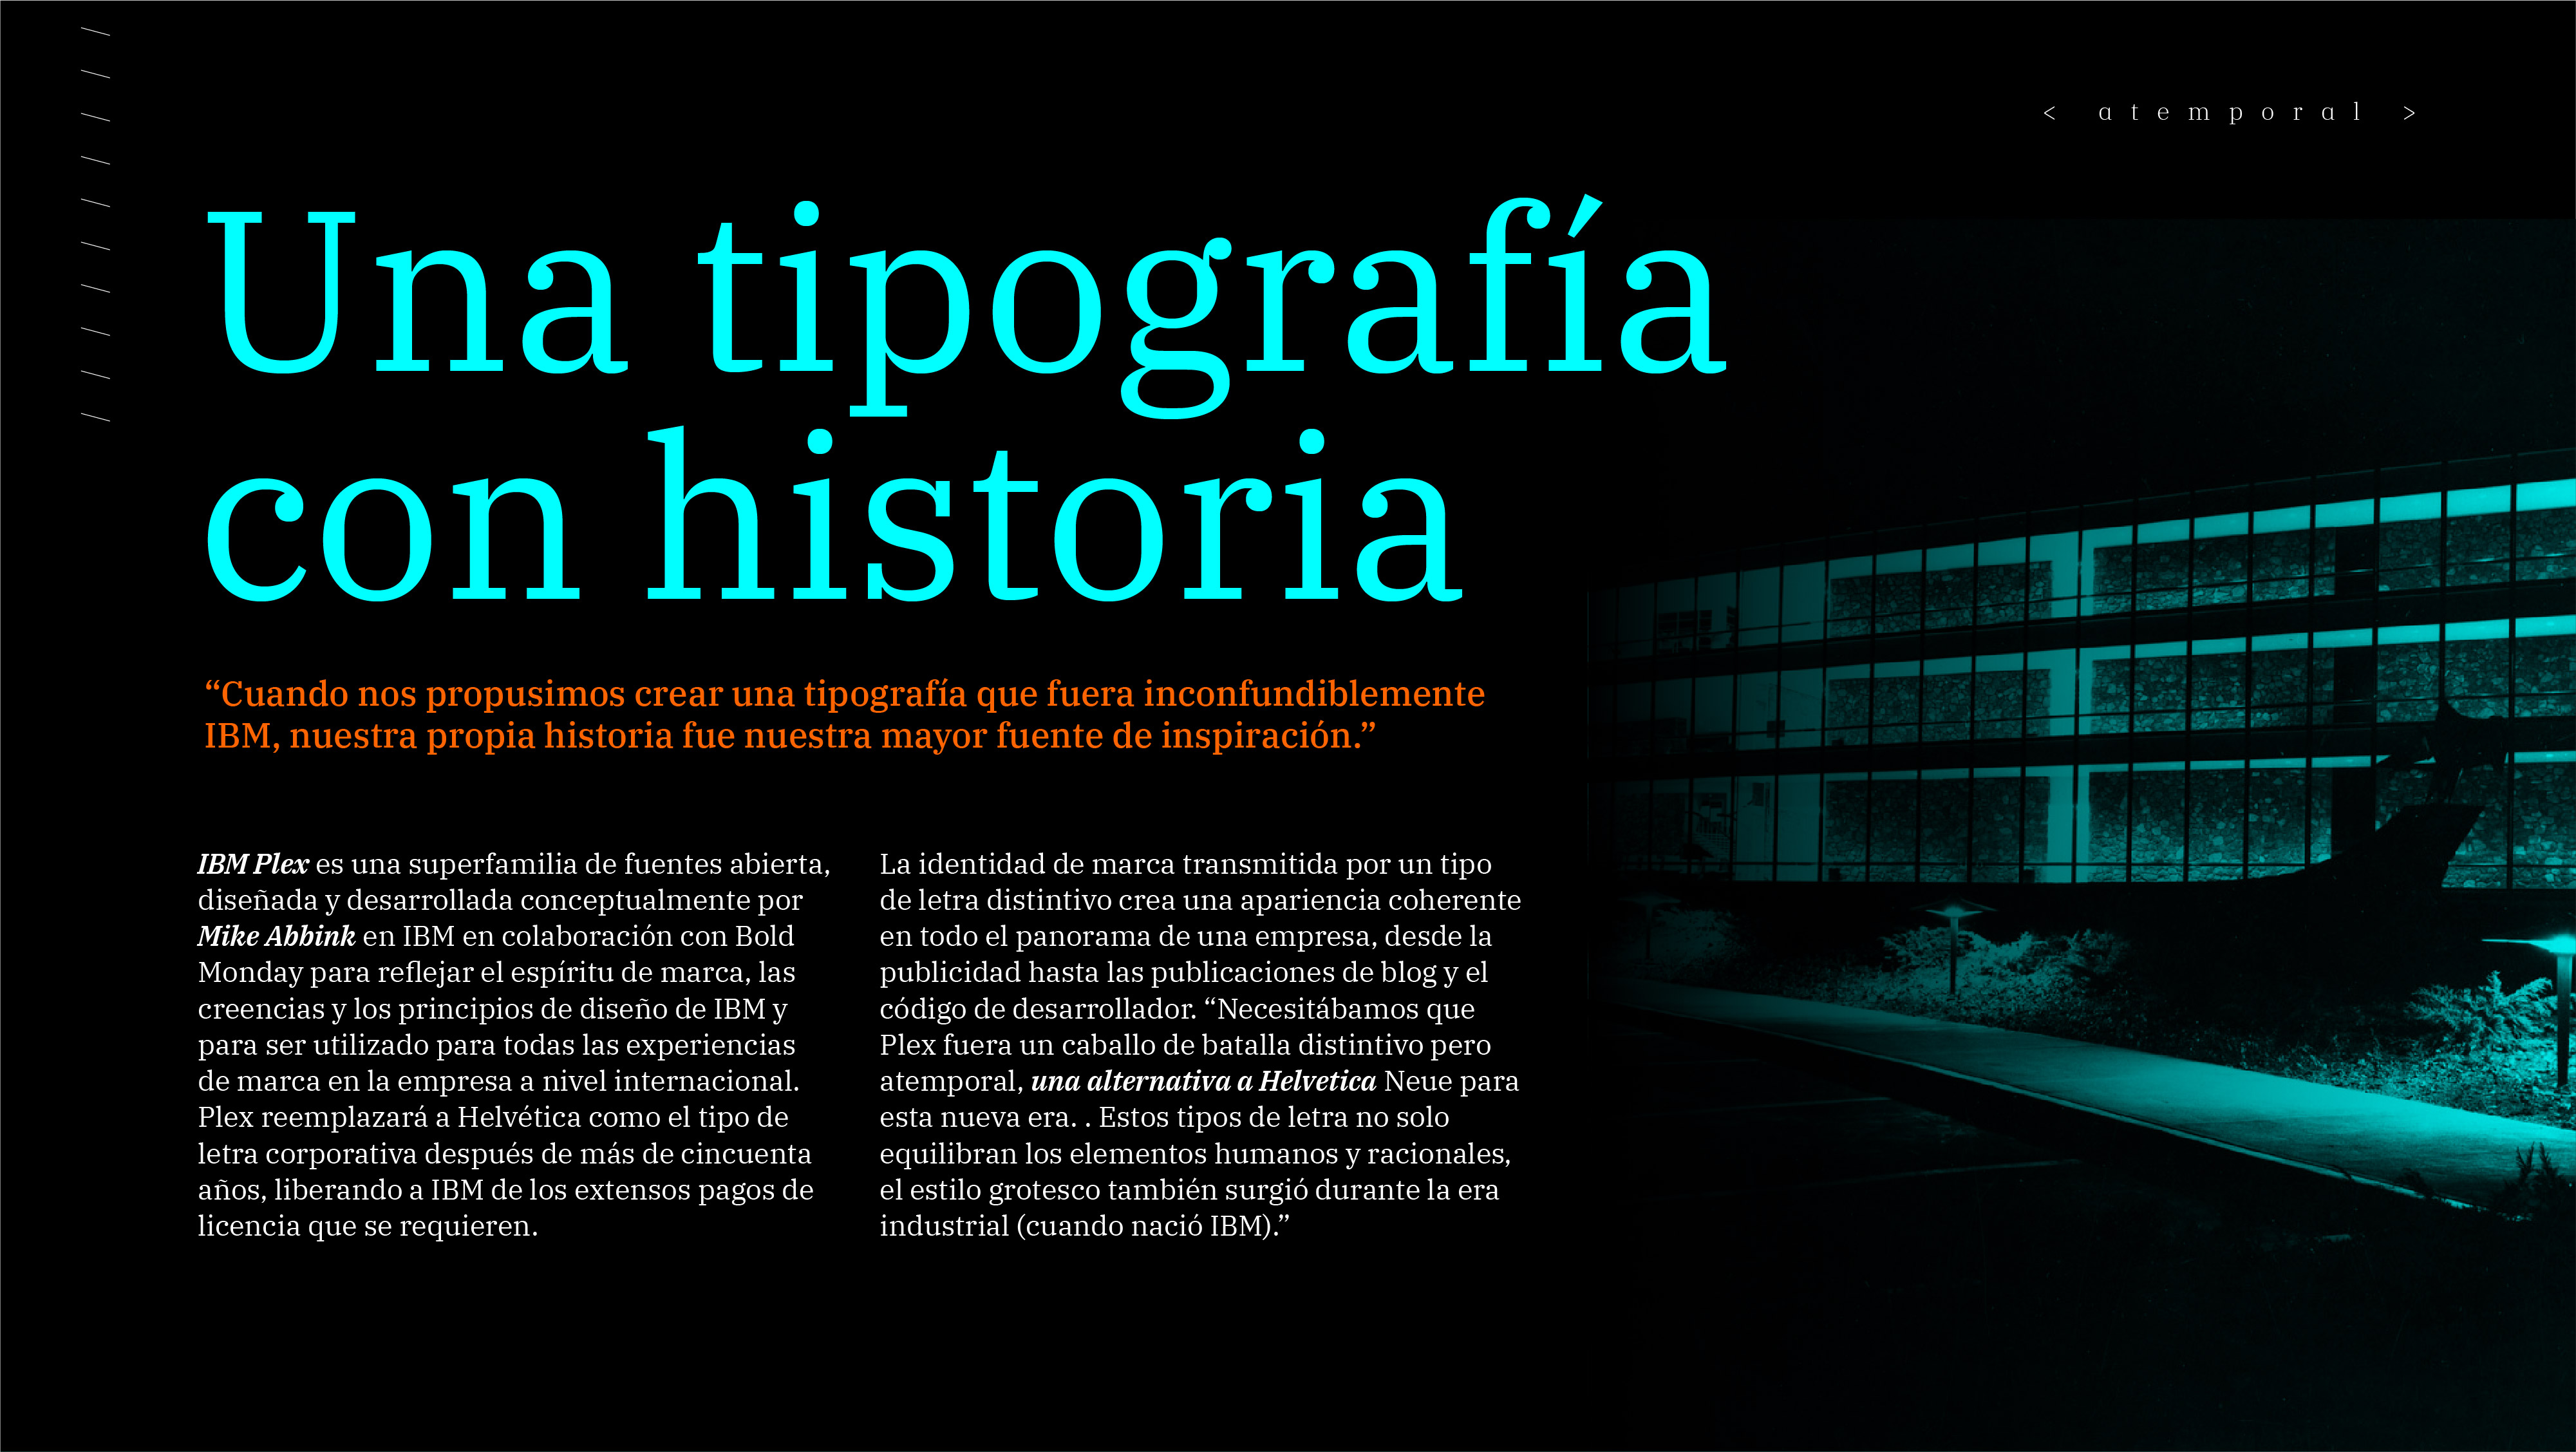 < atemporal >
Una tipografía
con historia
“Cuando nos propusimos crear una tipografía que fuera inconfundiblemente
IBM, nuestra propia historia fue nuestra mayor fuente de inspiración.”
IBM Plex es una superfamilia de fuentes abierta,
diseñada y desarrollada conceptualmente por
Mike Abbink en IBM en colaboración con Bold
Monday para reflejar el espíritu de marca, las
creencias y los principios de diseño de IBM y
para ser utilizado para todas las experiencias
de marca en la empresa a nivel internacional.
Plex reemplazará a Helvética como el tipo de
letra corporativa después de más de cincuenta
años, liberando a IBM de los extensos pagos de
licencia que se requieren.
La identidad de marca transmitida por un tipo
de letra distintivo crea una apariencia coherente
en todo el panorama de una empresa, desde la
publicidad hasta las publicaciones de blog y el
código de desarrollador. “Necesitábamos que
Plex fuera un caballo de batalla distintivo pero
atemporal, una alternativa a Helvetica Neue para
esta nueva era. . Estos tipos de letra no solo
equilibran los elementos humanos y racionales,
el estilo grotesco también surgió durante la era
industrial (cuando nació IBM).”